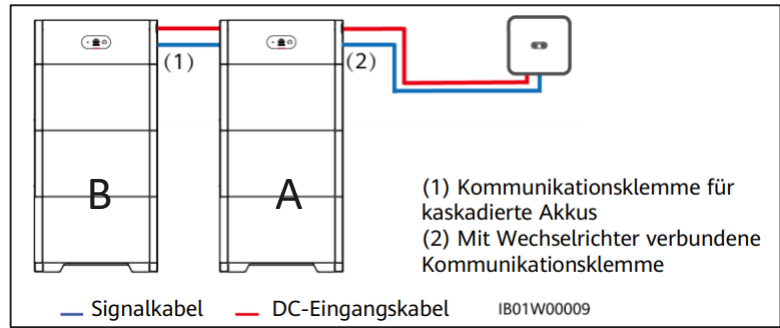 (1)
(2)
B
A
(1) Kommunikationsklemme für
kaskadierte Akkus
(2) Mit Wechselrichter verbundene
Kommunikationsklemme
Signalkabel
DC-Eingangskabel
IB01W00009